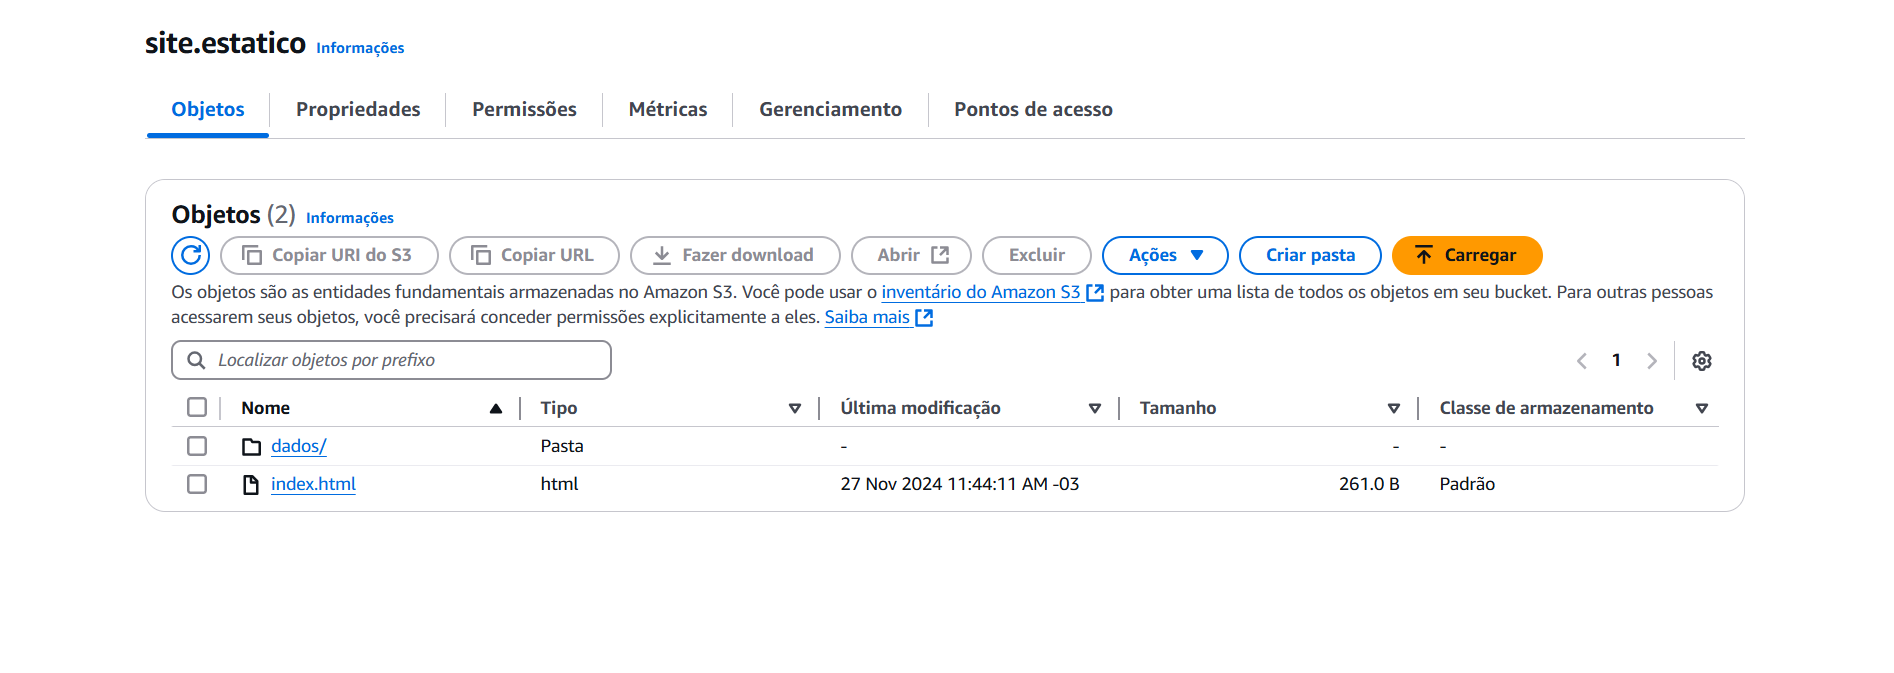 site.estatico Informações
Objetos Propriedades Permissões Métricas Gerenciamento Pontos de acesso
Objetos (2) Informações
Copiar URI do S3 Copiar URL Fazer download Abrir Excluir Ações Criar pasta Carregar
Os objetos são as entidades fundamentais armazenadas no Amazon S3. Você pode usar o inventário do Amazon S3 para obter uma lista de todos os objetos em seu bucket. Para outras pessoas
acessarem seus objetos, você precisará conceder permissões explicitamente a eles. Saiba mais
Localizar objetos por prefixo 1
Nome Tipo Última modificação Tamanho Classe de armazenamento
dados/ Pasta - - -
index.html html 27 Nov 2024 11:44:11 AM -03 261.0 B Padrão